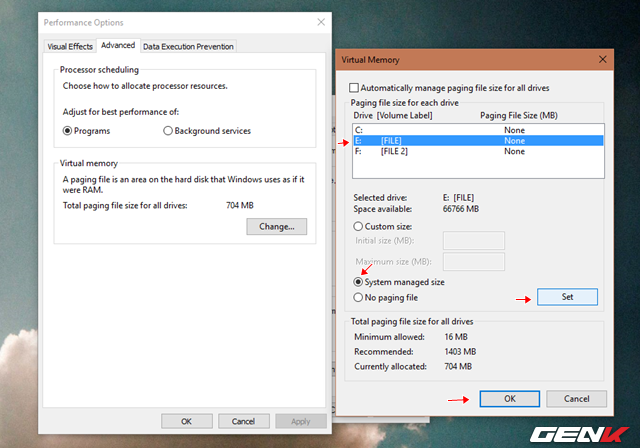 Performance Options
Visual Effects
Advanced
Data Execution Prevention
Processor scheduling
Choose how to allocate processor resources.
Adjust for best performance of:
Programs
Background services
Virtual memory
A paging file is an area on the hard disk that Windows uses as if it
were RAM.
Total paging file size for all drives: 704 MB
Change...
OK
Cancel
Apply
Virtual Memory
Automatically manage paging file size for all drives
Paging file size for each drive
Drive [Volume Label] Paging File Size (MB)
C: None
E: [FILE] None
F: [FILE 2] None
Selected drive: E: [FILE]
Space available: 66766 MB
Custom size:
Initial size (MB):
Maximum size (MB):
System managed size
No paging file
Set
Total paging file size for all drives
Minimum allowed: 16 MB
Recommended: 1403 MB
Currently allocated: 704 MB
OK
Cancel
GENK